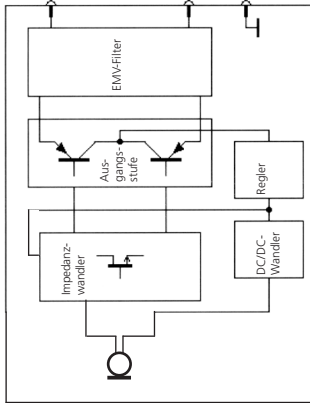 EMV-Filter
Aus-
gangs-
stufe
Regler
Impedanz-
wandler
DC/DC-
Wandler